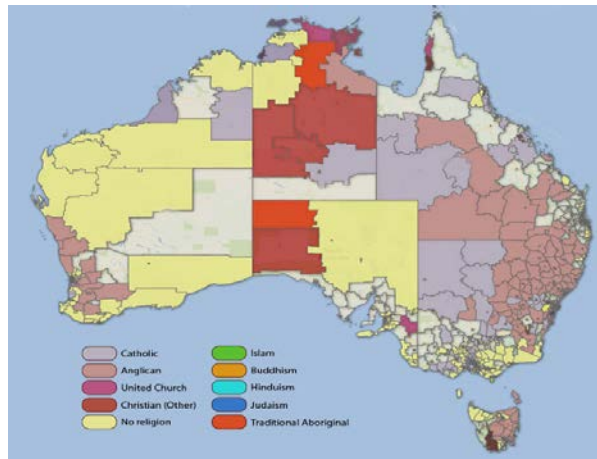 Catholic
Anglican
United Church
Christian (Other)
No religion
Islam
Buddhism
Hinduism
Judaism
Traditional Aboriginal